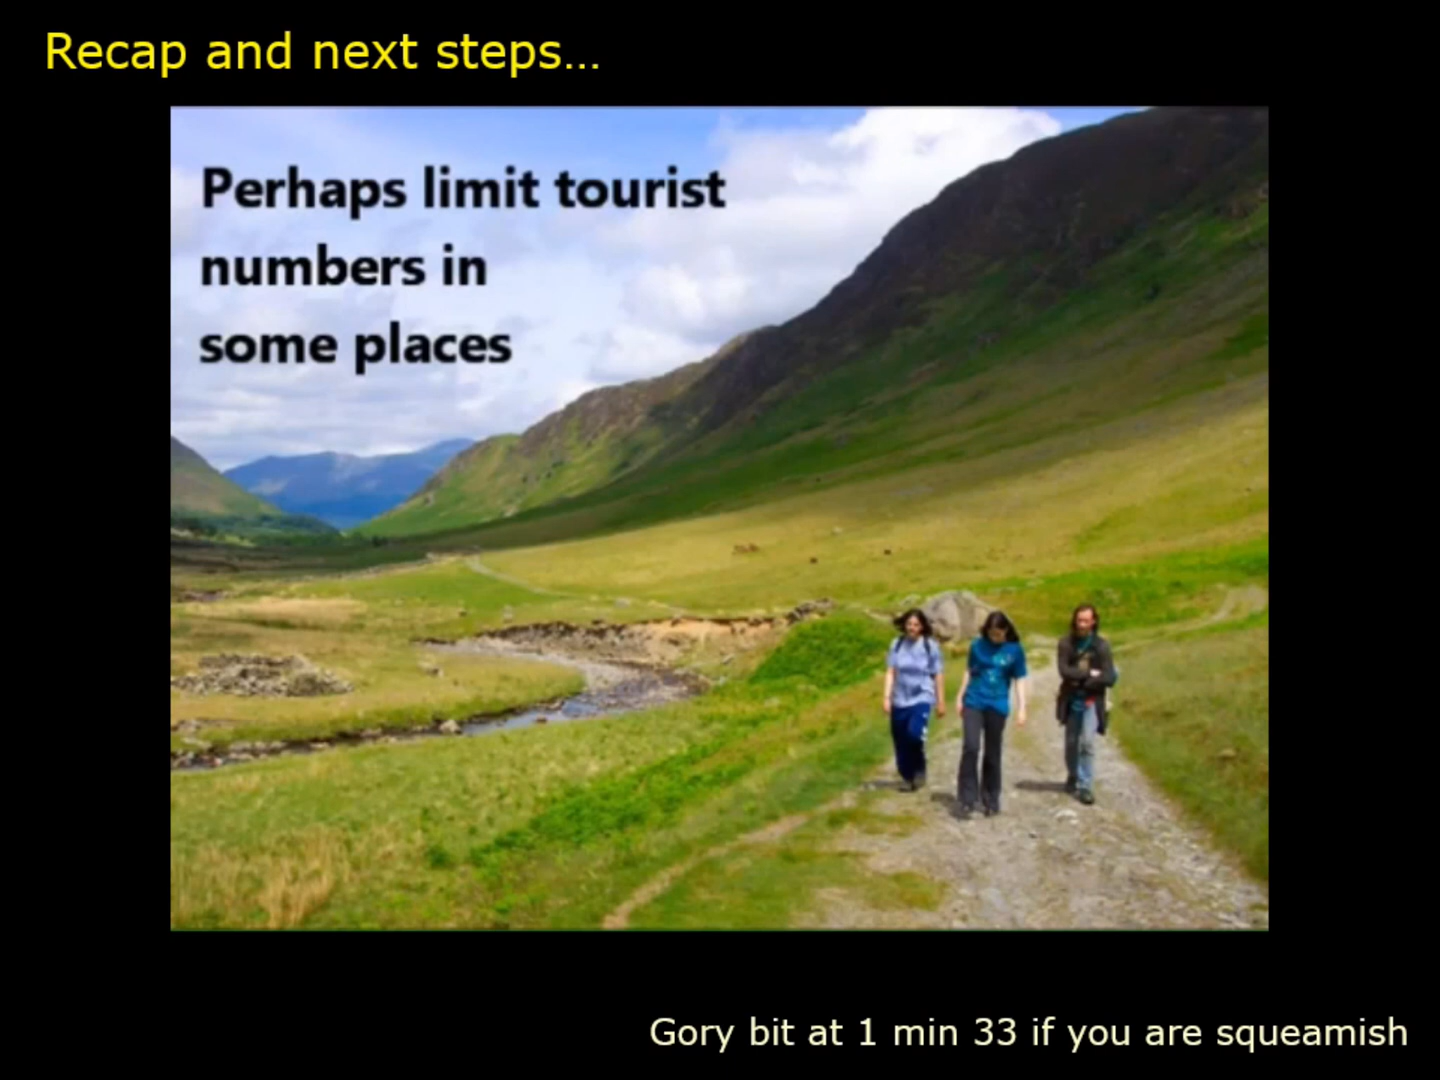 Recap and next steps...
Perhaps limit tourist
numbers in
some places
Gory bit at 1 min 33 if you are squeamish